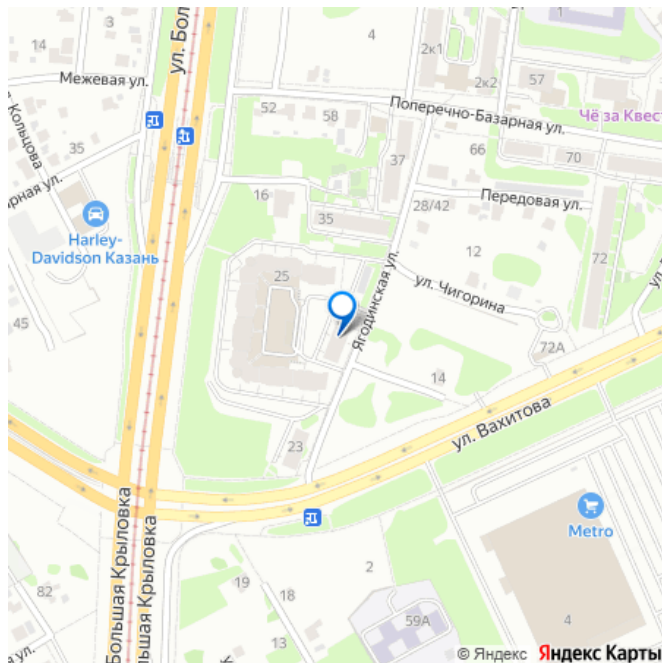 14
Межевая ул.
ул. Бол
4
2к1
2к2
57
52
58
Поперечно-Базарная ул.
Чё за Квест
Кольцова
35
37
66
70
рная ул.
16
35
28/42
Передовая ул.
Harley-
Davidson Казань
25
12
72
ул. Чигорина
Ягодинская ул.
45
72А
14
ул. Вахитова
23
Metro
Большая Крыловка
льшая Крыловка
82
19
18
2
13
59А
4
ул.
© Яндекс Яндекс Карты